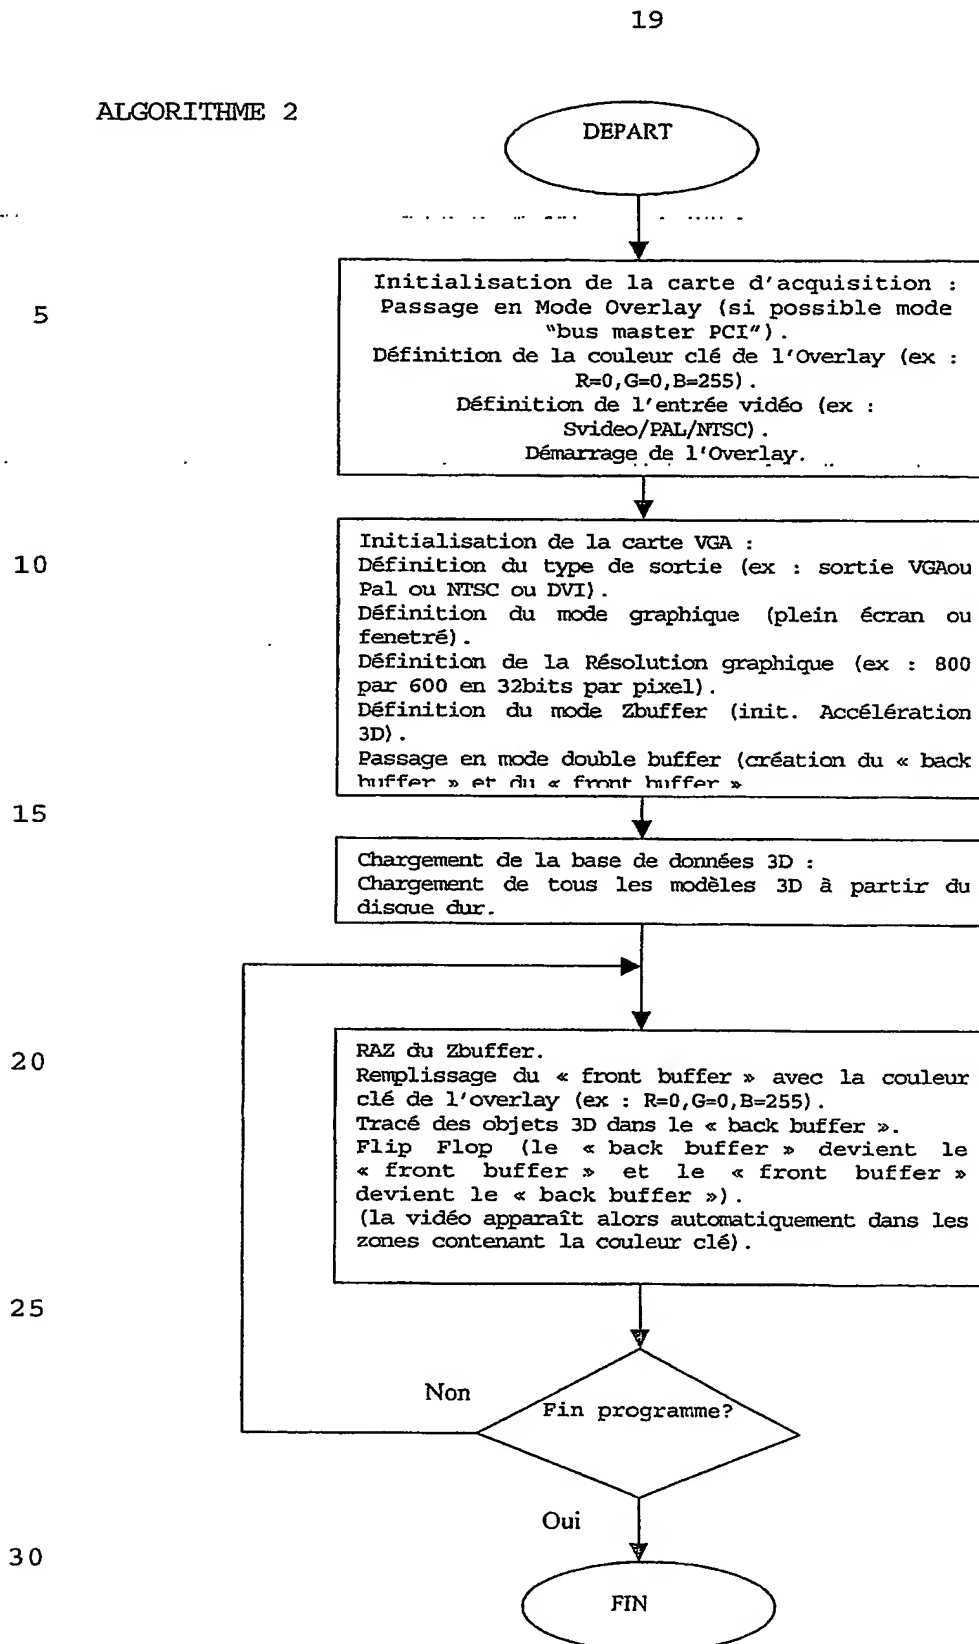 19
ALGORITHME 2
DEPART
Initialisation de la carte d'acquisition :
5
Passage en Mode Overlay (si possible mode
"bus master PCI").
Définition de la couleur clé de l'Overlay (ex :
R=0,G=0,B=255).
Définition de l'entrée vidéo (ex :
Svideo/PAL/NTSC).
Démarrage de l'Overlay.
Initialisation de la carte VGA :
10
Définition du type de sortie (ex : sortie VGAou
Pal ou NTSC ou DVI).
Définition du mode graphique (plein écran ou
fenetré).
Définition de la Résolution graphique (ex : 800
par 600 en 32bits par pixel).
Définition du mode Zbuffer (init. Accélération
3D).
Passage en mode double buffer (création du « back
buffer » et du « front buffer »
15
Chargement de la base de données 3D :
Chargement de tous les modèles 3D à partir du
disque dur.
RAZ du Zbuffer.
20
Remplissage du « front buffer » avec la couleur
clé de l'overlay (ex : R=0,G=0,B=255).
Tracé des objets 3D dans le « back buffer ».
Flip Flop (le « back buffer » devient le
« front buffer » et le « front buffer »
devient le « back buffer »).
(la vidéo apparaît alors automatiquement dans les
zones contenant la couleur clé).
25
Non
Fin programme?
Oui
30
FIN